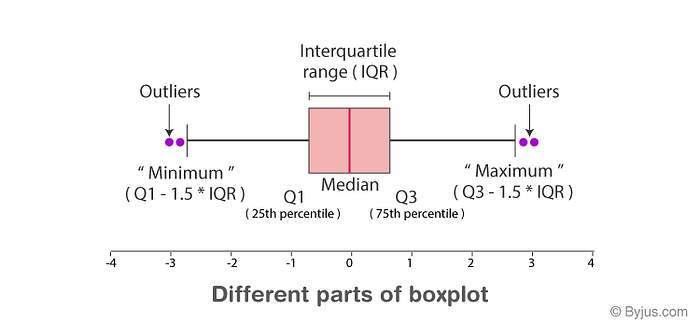 Interquartile
range ( IQR )
Outliers
Outliers
“ Minimum ”
( Q1 - 1.5 * IQR )
Median
“ Maximum ”
( Q3 - 1.5 * IQR )
Q1
( 25th percentile )
Q3
( 75th percentile )
-4 -3 -2 -1 0 1 2 3 4
Different parts of boxplot
© Byjus.com